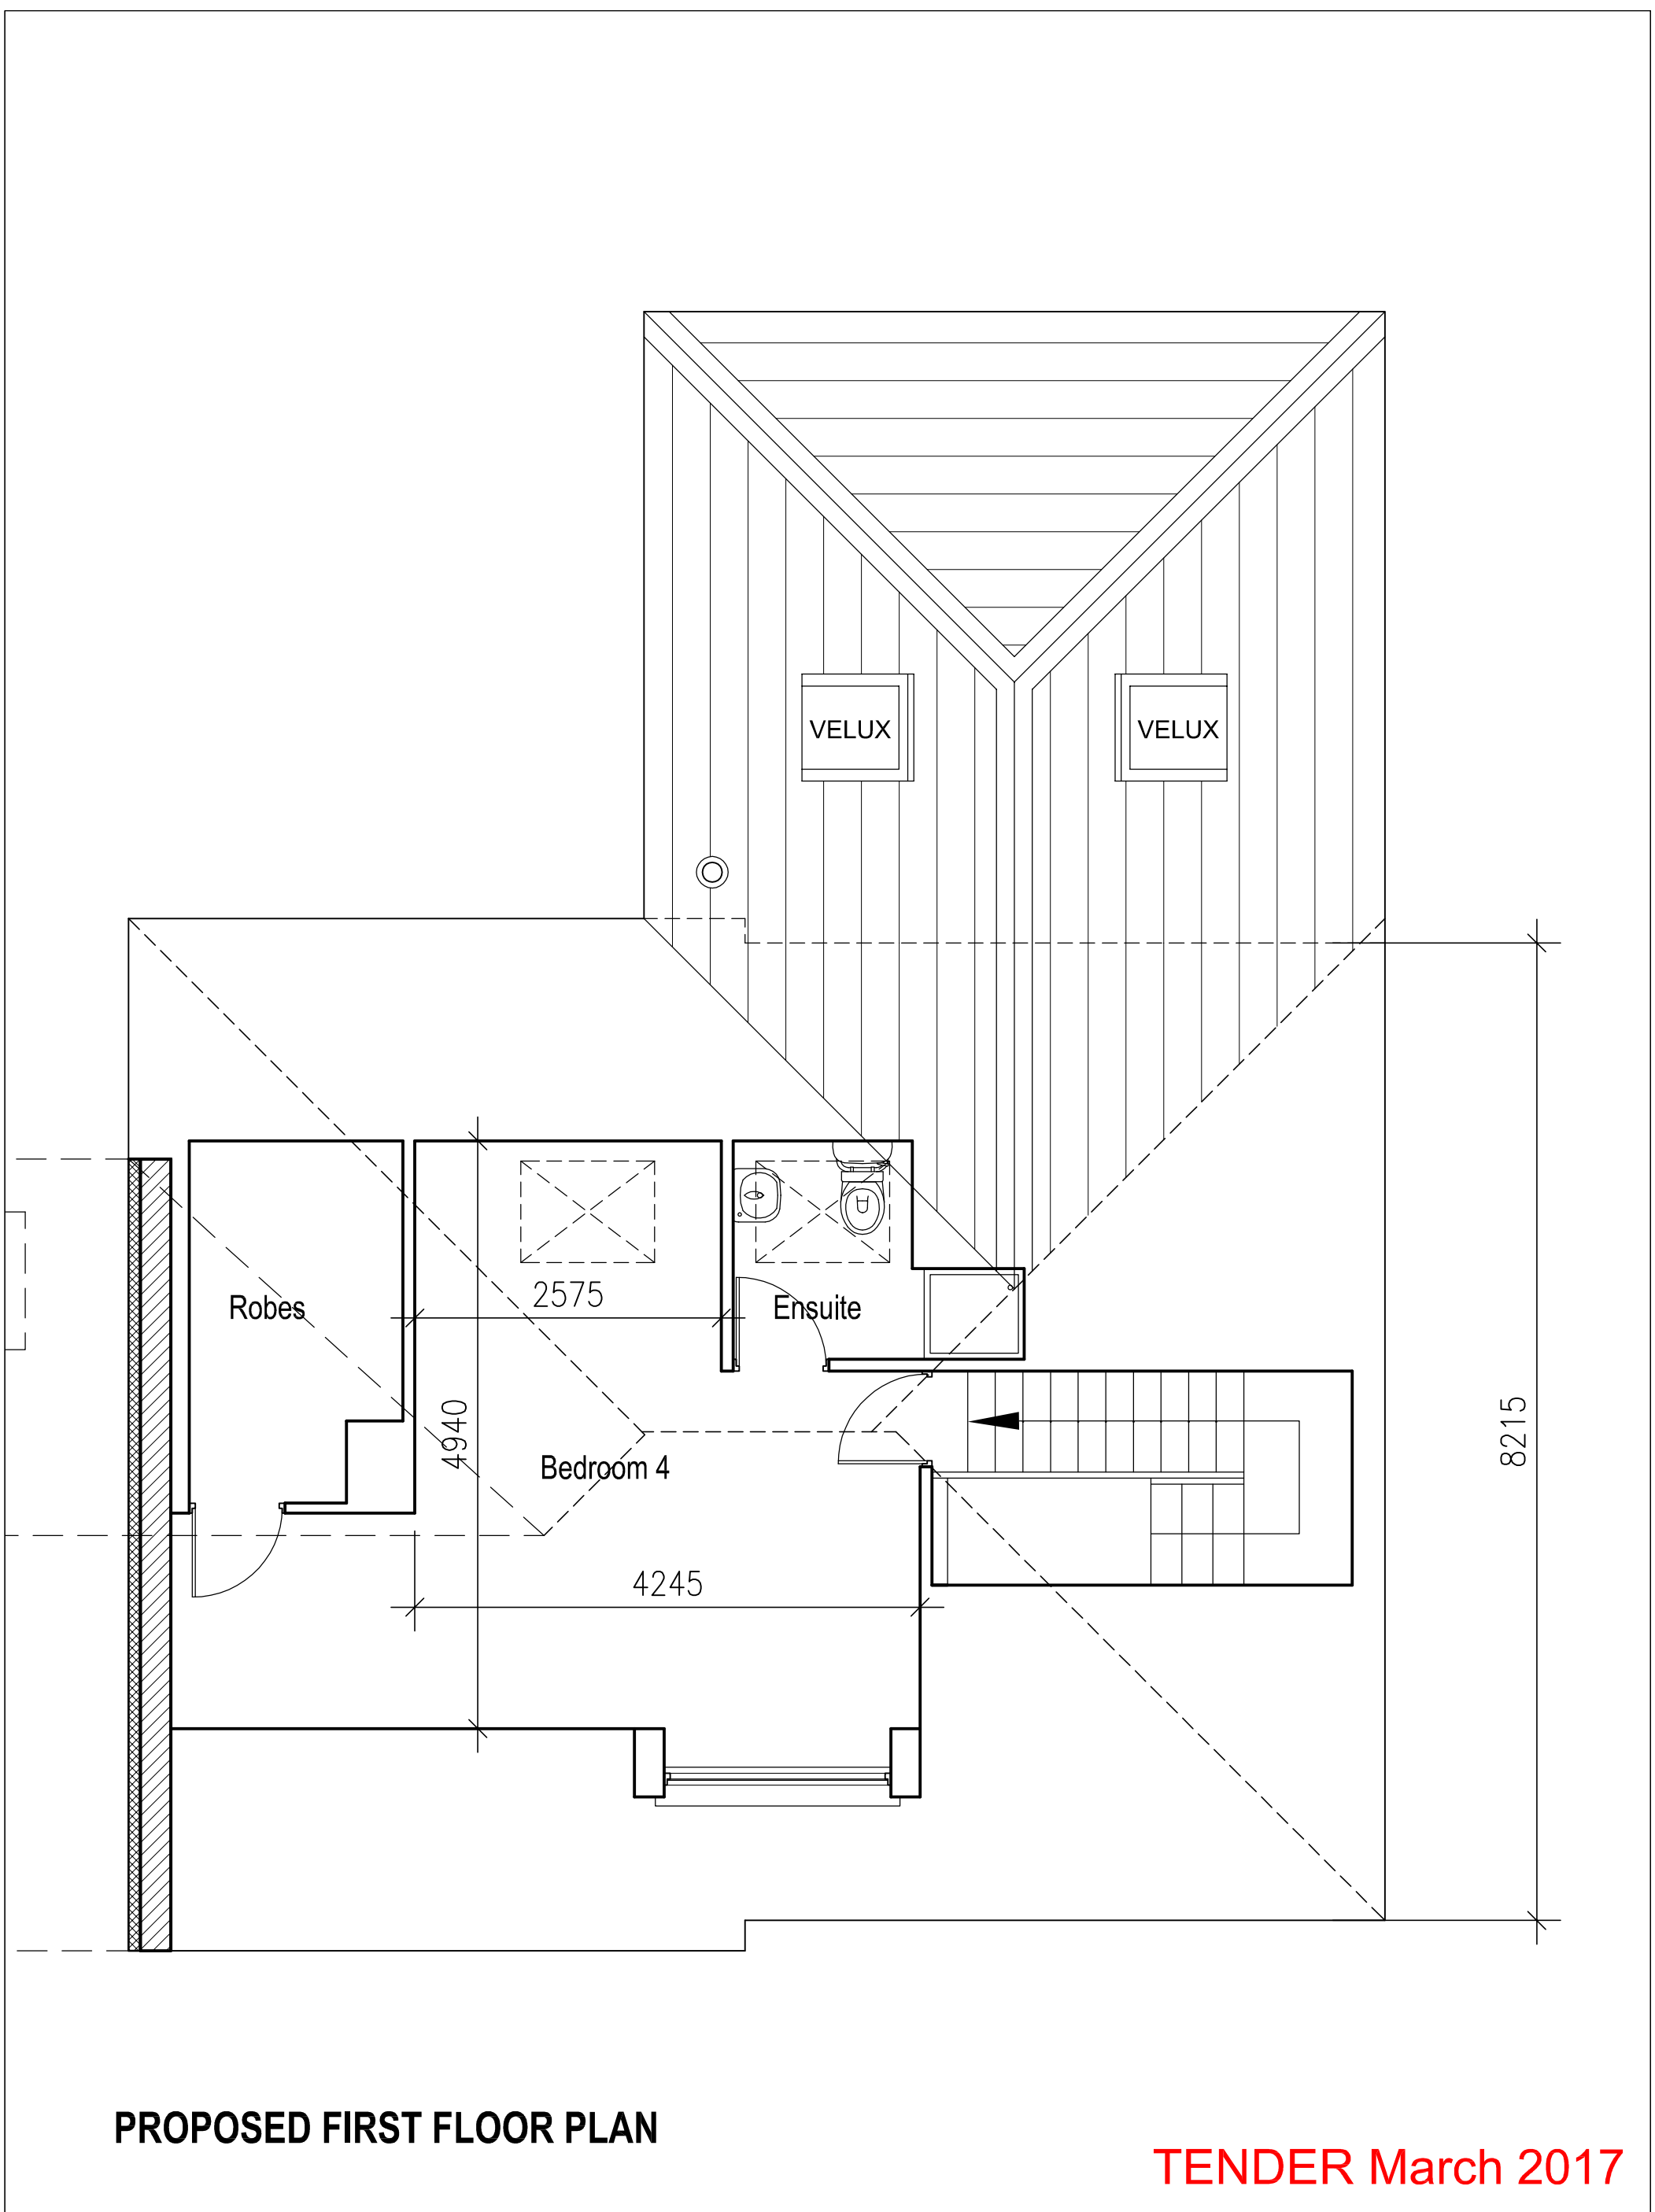 VELUX
VELUX
2575
Robes
Ensuite
4940
8215
Bedroom 4
4245
PROPOSED FIRST FLOOR PLAN
TENDER March 2017